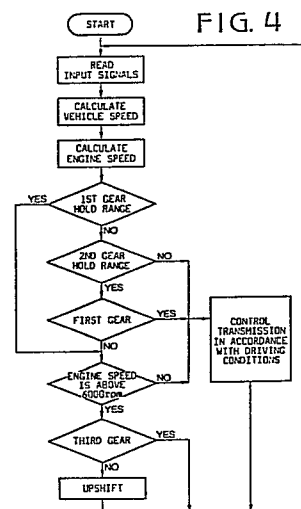 FIG. 4
START
READ
INPUT SIGNALS
CALCULATE
VEHICLE SPEED
CALCULATE
ENGINE SPEED
YES
1ST GEAR
HOLD RANGE
NO
2ND GEAR
HOLD RANGE
NO
YES
FIRST GEAR
YES
NO
CONTROL
TRANSMISSION
IN ACCORDANCE
WITH DRIVING
CONDITIONS
ENGINE SPEED
IS ABOVE
6000rpm
NO
YES
THIRD GEAR
YES
NO
UPSHIFT